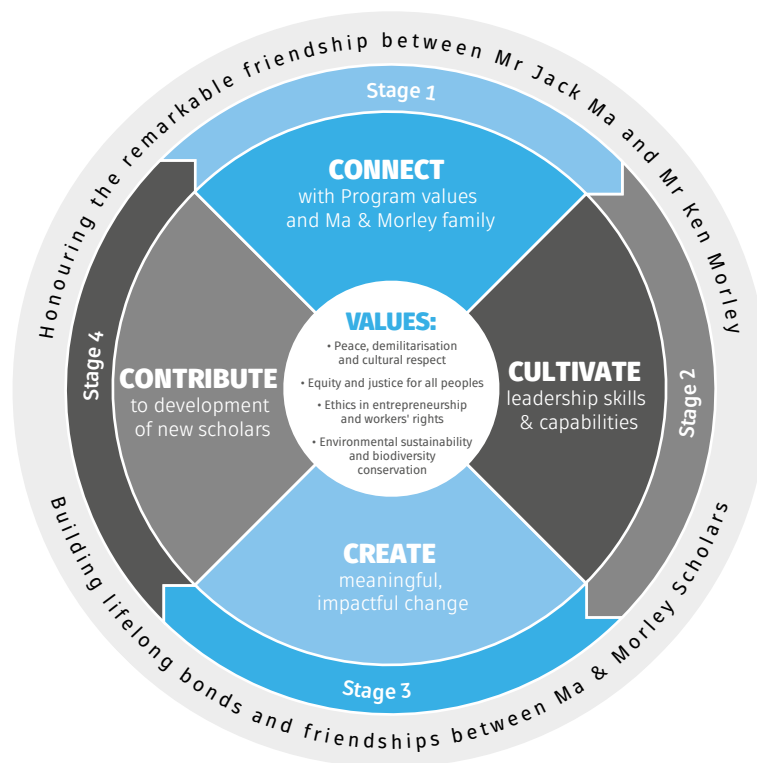 Honouring the remarkable friendship between Mr Jack Ma and Mr Ken Morley
Stage 1
CONNECT
with Program values
and Ma & Morley family
Stage 2
CULTIVATE
leadership skills
& capabilities
Stage 3
CREATE
meaningful,
impactful change
Stage 4
CONTRIBUTE
to development
of new scholars
VALUES:
• Peace, demilitarisation
and cultural respect
• Equity and justice for all peoples
• Ethics in entrepreneurship
and workers' rights
• Environmental sustainability
and biodiversity
conservation
Building lifelong bonds and friendships between Ma & Morley Scholars